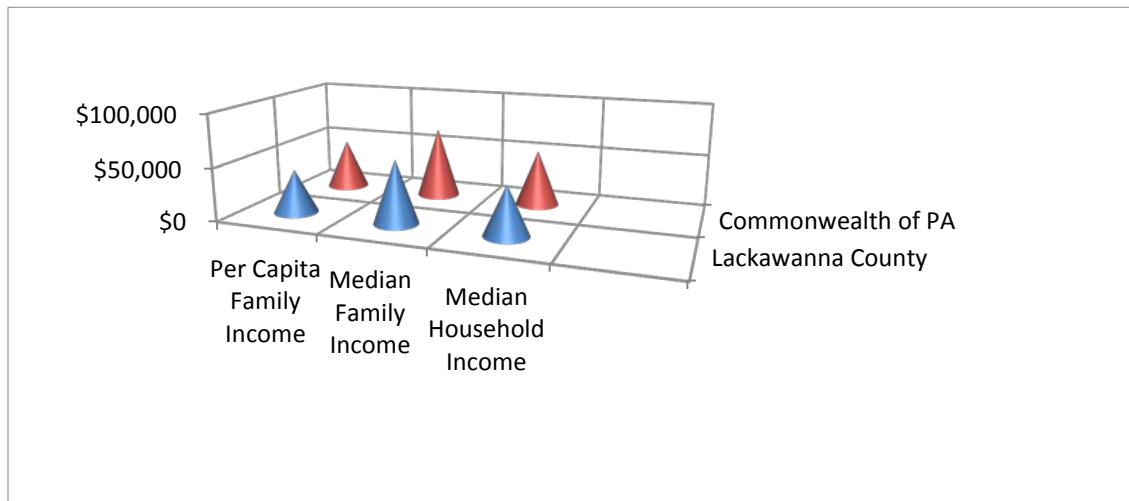 $100,000
$50,000
$0
Commonwealth of PA
Lackawanna County
Per Capita
Family
Income
Median
Family
Income
Median
Household
Income